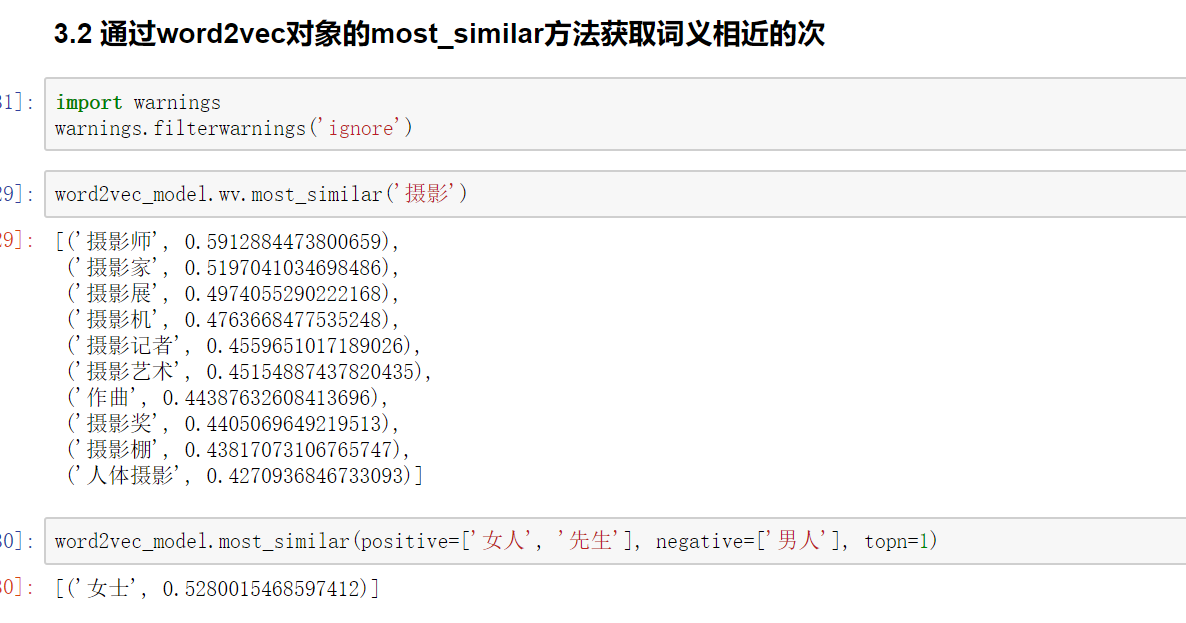 3.2 通过word2vec对象的most_similar方法获取词义相近的次
31]:
import warnings
warnings.filterwarnings('ignore')
29]:
word2vec_model.wv.most_similar('摄影')
29]:
[('摄影师', 0.5912884473800659),
('摄影家', 0.5197041034698486),
('摄影展', 0.4974055290222168),
('摄影机', 0.4763668477535248),
('摄影记者', 0.4559651017189026),
('摄影艺术', 0.45154887437820435),
('作曲', 0.44387632608413696),
('摄影奖', 0.4405069649219513),
('摄影棚', 0.43817073106765747),
('人体摄影', 0.4270936846733093)]
30]:
word2vec_model.most_similar(positive=['女人', '先生'], negative=['男人'], topn=1)
30]:
[('女士', 0.5280015468597412)]